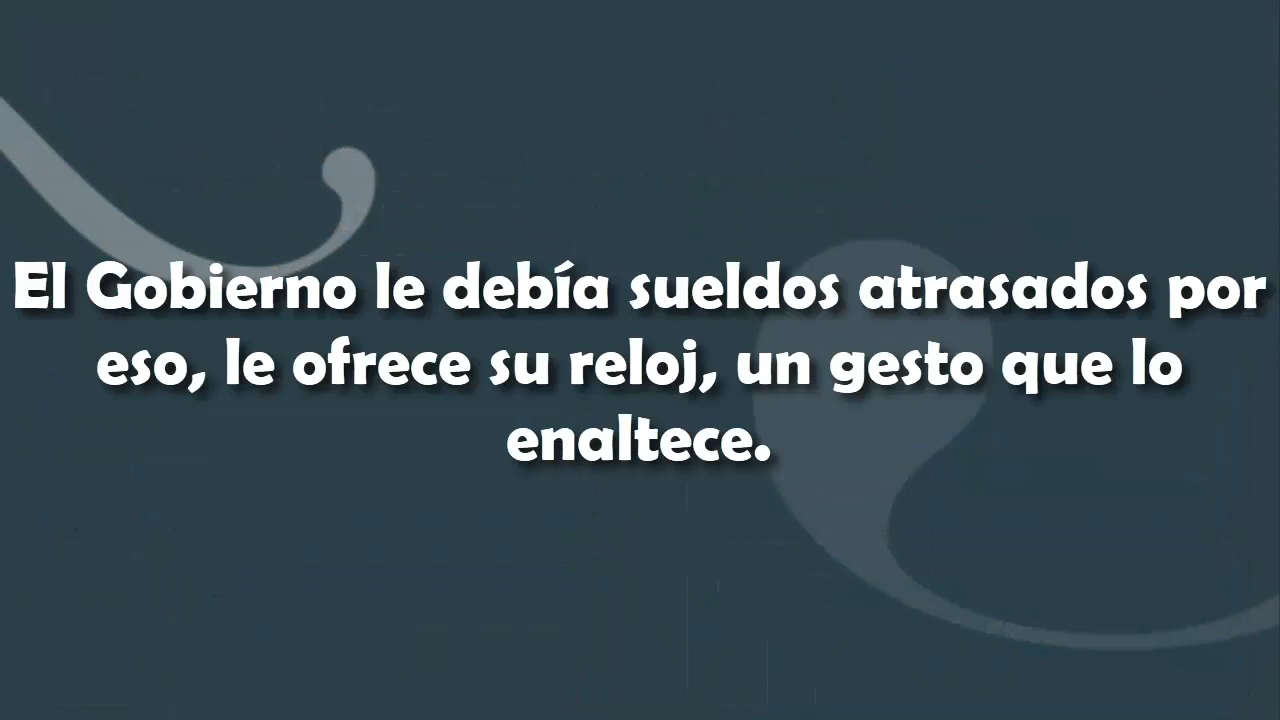 El Gobierno le debía sueldos atrasados por
eso, le ofrece su reloj, un gesto que lo
enaltece.